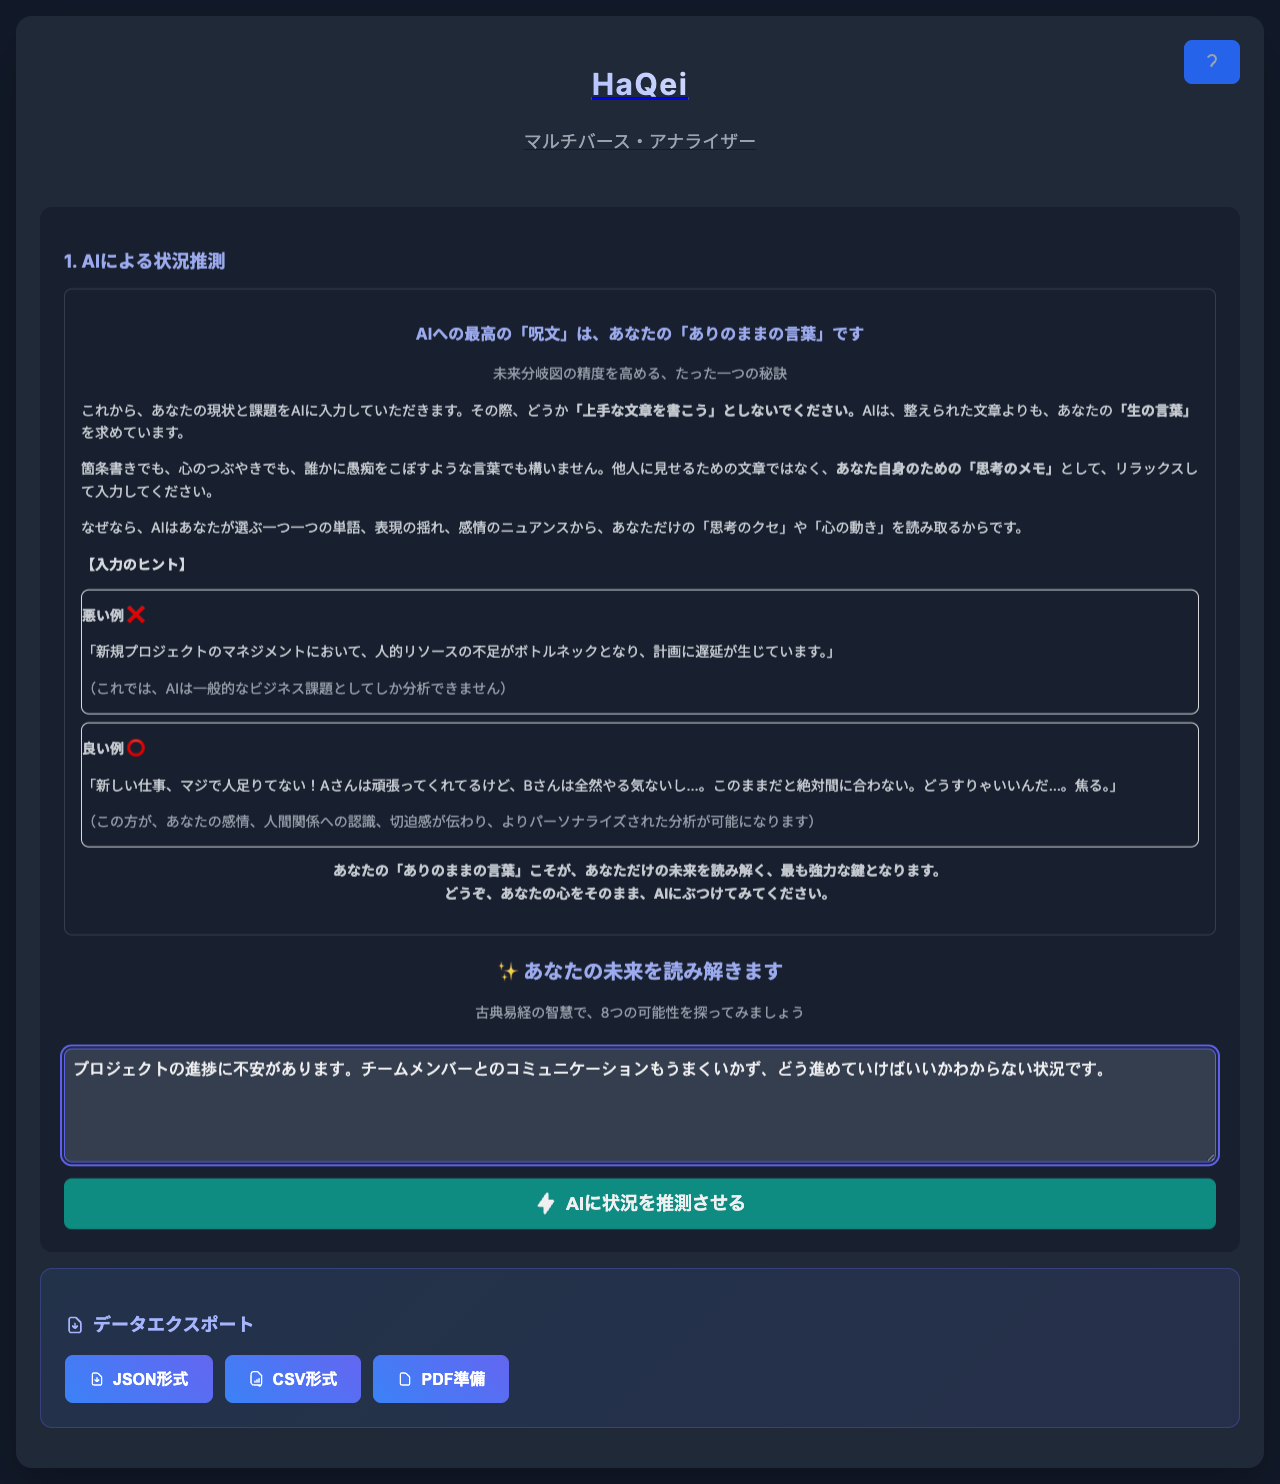 ?
HaQei
マルチバース・アナライザー
1. AIによる状況推測
AIへの最高の「呪文」は、あなたの「ありのままの言葉」です
未来分岐図の精度を高める、たった一つの秘訣
これから、あなたの現状と課題をAIに入力していただきます。その際、どうか「上手な文章を書こう」としないでください。AIは、整えられた文章よりも、あなたの「生の言葉」
を求めています。
箇条書きでも、心のつぶやきでも、誰かに愚痴をこぼすような言葉でも構いません。他人に見せるための文章ではなく、あなた自身のための「思考のメモ」として、リラックスし
て入力してください。
なぜなら、AIはあなたが選ぶ一つ一つの単語、表現の揺れ、感情のニュアンスから、あなただけの「思考のクセ」や「心の動き」を読み取るからです。
【入力のヒント】
悪い例❌
「新規プロジェクトのマネジメントにおいて、人的リソースの不足がボトルネックとなり、計画に遅延が生じています。」
（これでは、AIは一般的なビジネス課題としてしか分析できません）
良い例⭕
「新しい仕事、マジで人足りてない！Aさんは頑張ってくれてるけど、Bさんは全然やる気ないし…。このままだと絶対間に合わない。どうすりゃいいんだ…。焦る。」
（この方が、あなたの感情、人間関係への認識、切迫感が伝わり、よりパーソナライズされた分析が可能になります）
あなたの「ありのままの言葉」こそが、あなただけの未来を読み解く、最も強力な鍵となります。
どうぞ、あなたの心をそのまま、AIにぶつけてみてください。
✨ あなたの未来を読み解きます
古典易経の智慧で、8つの可能性を探ってみましょう
プロジェクトの進捗に不安があります。チームメンバーとのコミュニケーションもうまくいかず、どう進めていけばいいかわからない状況です。
AIに状況を推測させる
データエクスポート
JSON形式
CSV形式
PDF準備